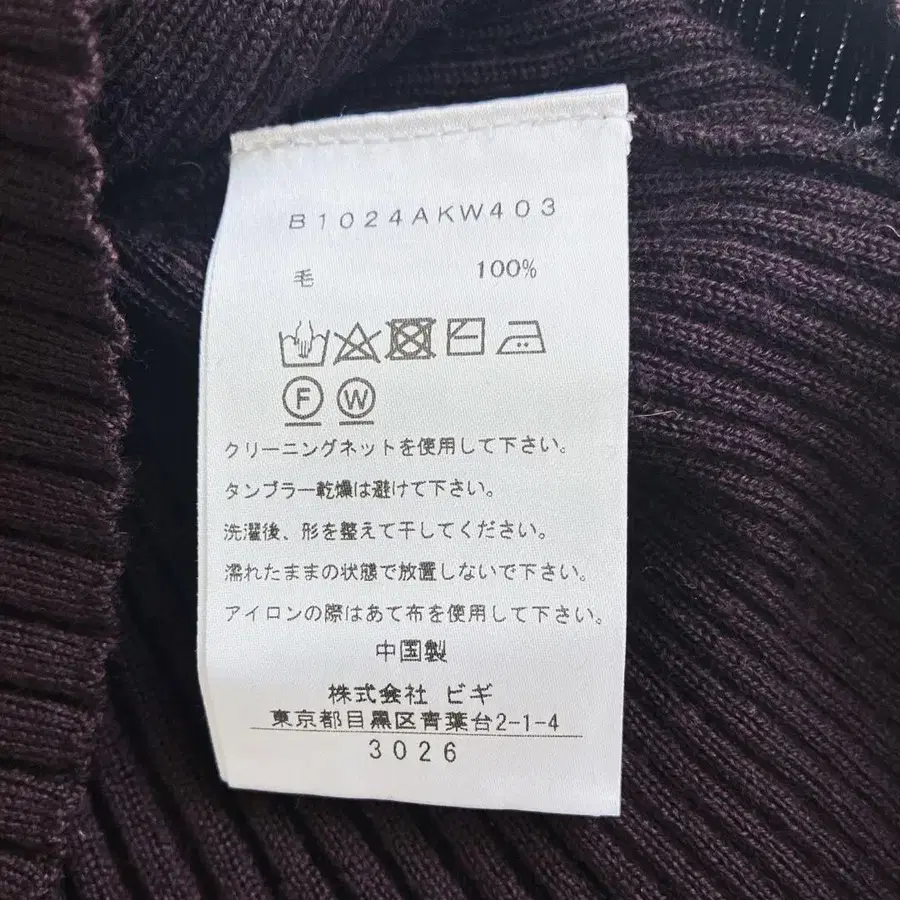 B1024AKW403
毛 100%
F W
クリーニングネットを使用して下さい。
タンブラー乾燥は避けて下さい。
洗濯後、形を整えて干してください。
濡れたままの状態で放置しないで下さい。
アイロンの際はあて布を使用して下さい。
中国製
株式会社 ビギ
東京都目黒区青葉台2-1-4
3026